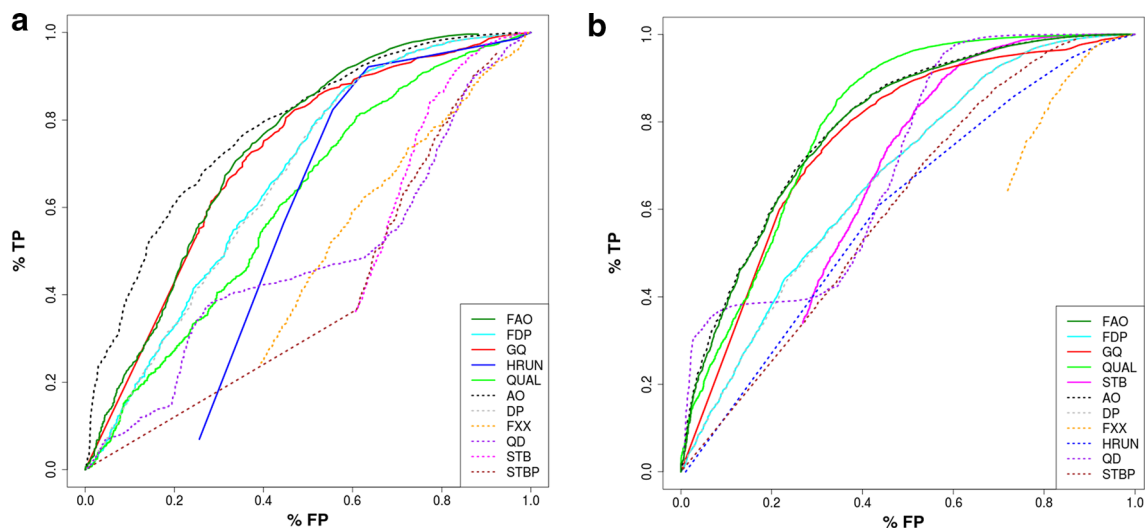 a
% TP
1.0
0.8
0.6
0.4
0.2
0.0
0.0 0.2 0.4 0.6 0.8 1.0
% FP
FAO
FDP
GQ
HRUN
QUAL
AO
DP
FXX
QD
STB
STBP
b
% TP
1.0
0.8
0.6
0.4
0.2
0.0
0.0 0.2 0.4 0.6 0.8 1.0
% FP
FAO
FDP
GQ
QUAL
STB
AO
DP
FXX
HRUN
QD
STBP